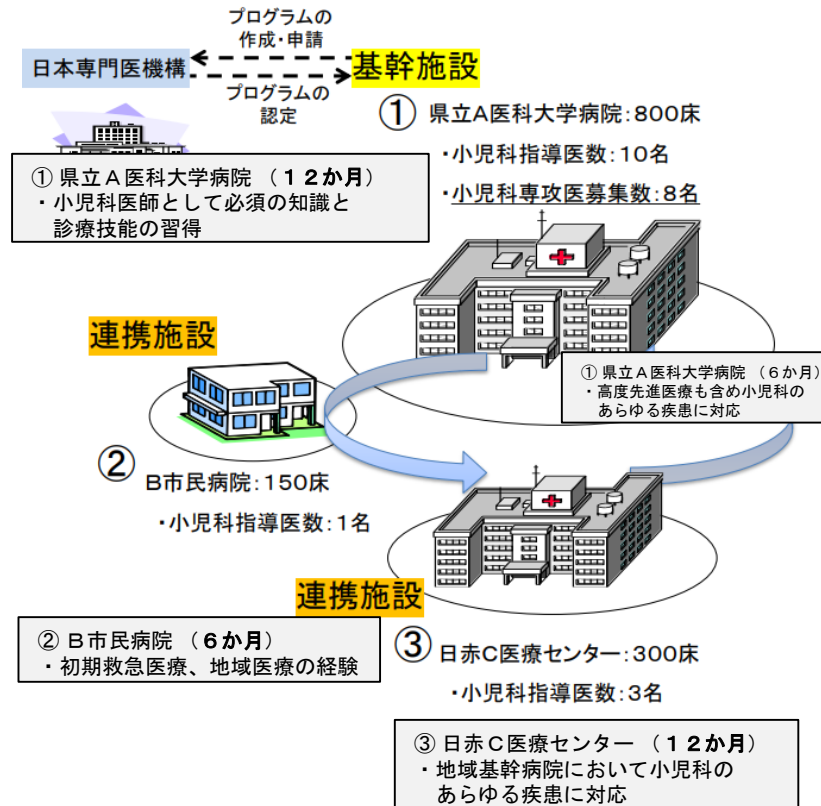 プログラムの
作成・申請
日本専門医機構
基幹施設
プログラムの
認定
① 県立A医科大学病院:800床
・小児科指導医数:10名
・小児科専攻医募集数:8名
① 県立A医科大学病院 (12か月)
・小児科医師として必須の知識と
診療技能の習得
連携施設
① 県立A医科大学病院 (6か月)
・高度先進医療も含め小児科の
あらゆる疾患に対応
② B市民病院:150床
・小児科指導医数:1名
連携施設
② B市民病院 (6か月)
・初期救急医療、地域医療の経験
③ 日赤C医療センター:300床
・小児科指導医数:3名
③ 日赤C医療センター (12か月)
・地域基幹病院において小児科の
あらゆる疾患に対応